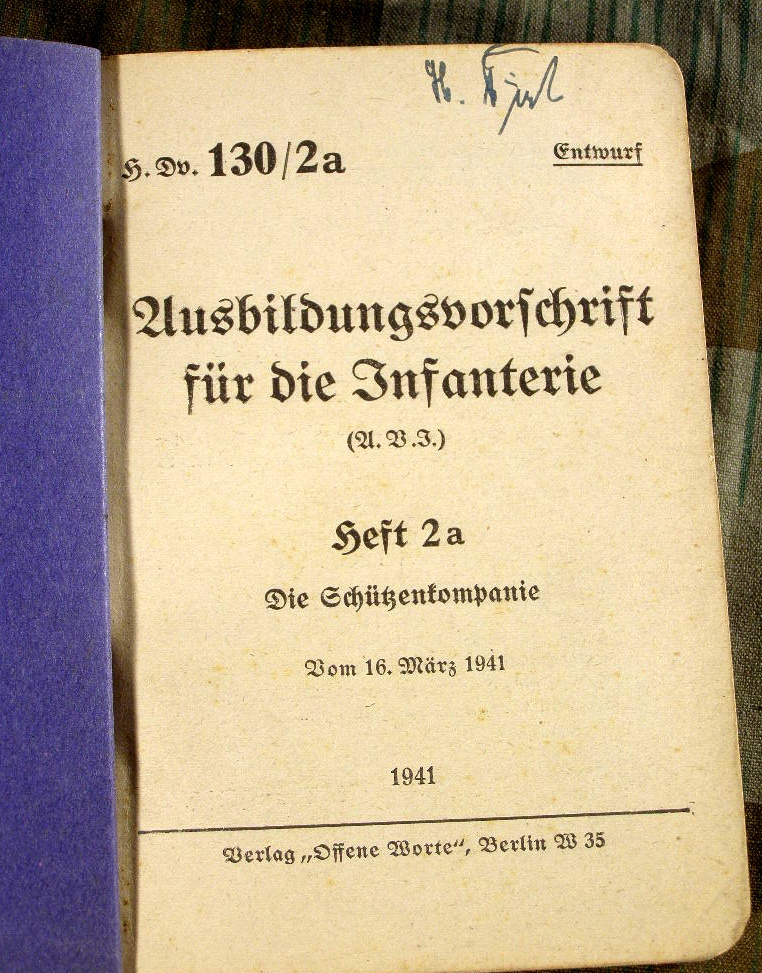 H. Dv. 130/2a
Entwurf
Ausbildungsvorschrift
für die Infanterie
(A. V. I.)
Heft 2a
Die Schützenkompanie
Vom 16. März 1941
1941
Verlag „Offene Worte“, Berlin W 35